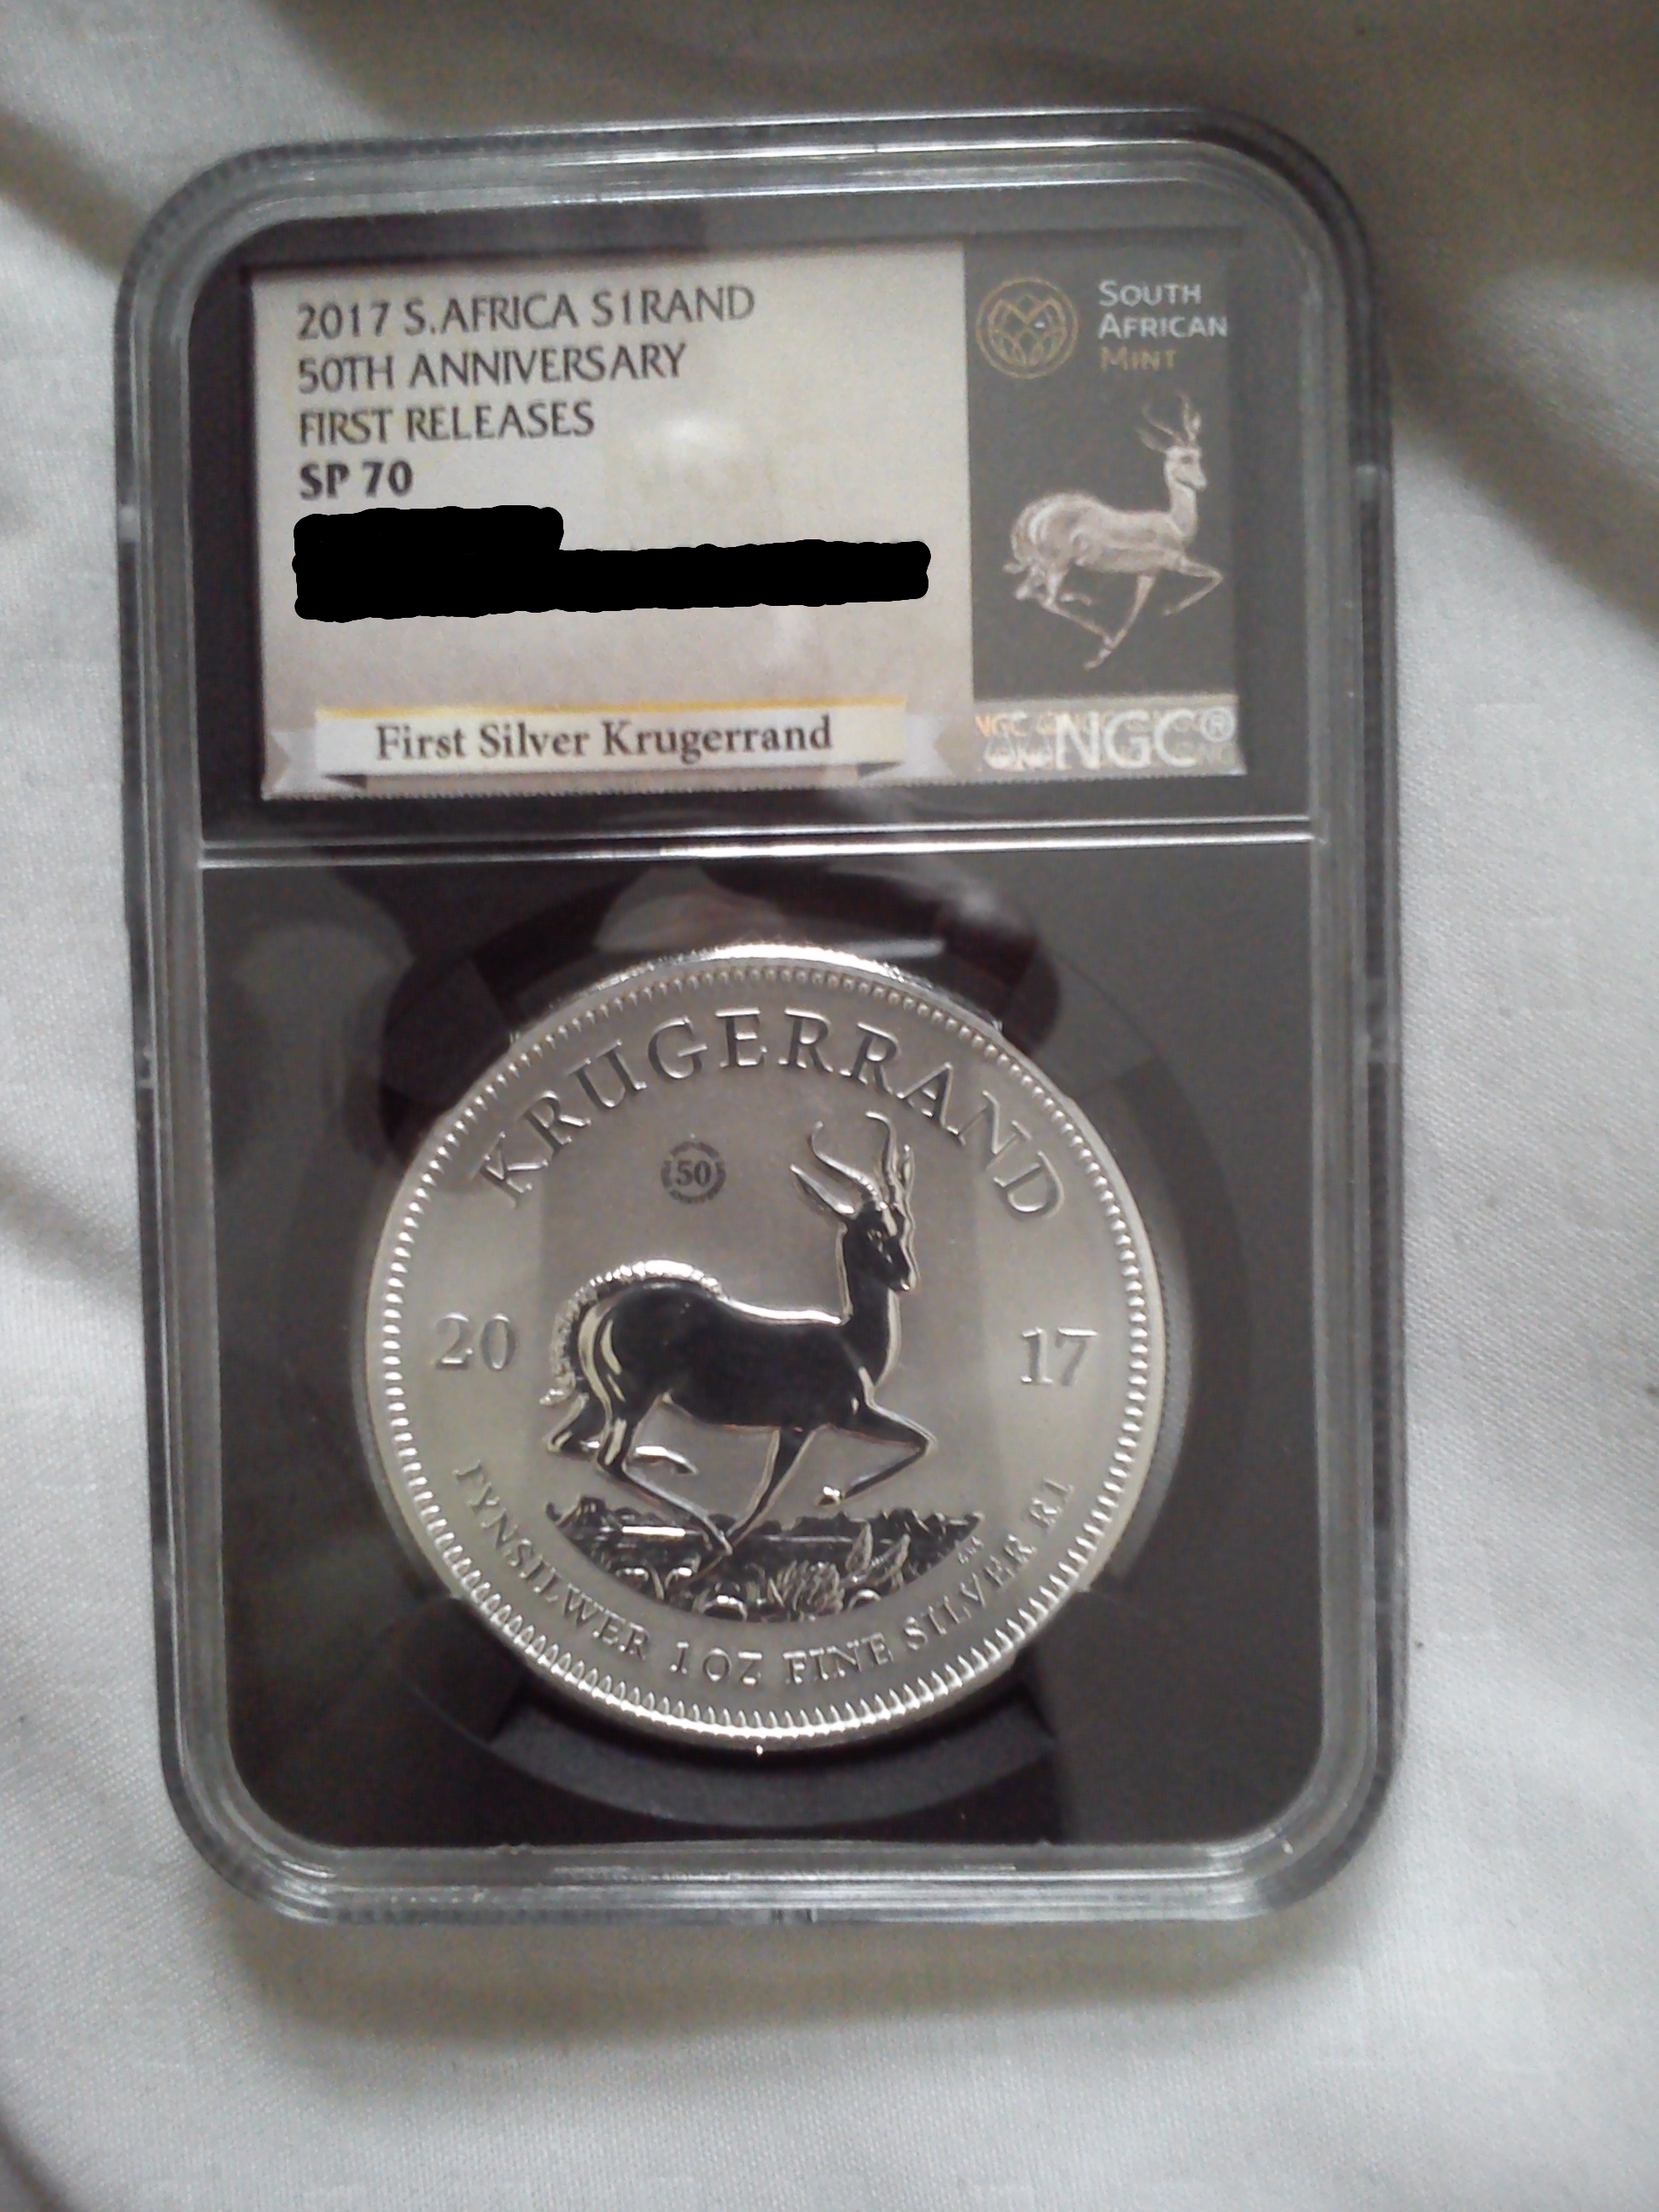 2017 S.AFRICA S1RAND
50TH ANNIVERSARY
FIRST RELEASES
SP 70
First Silver Krugerrand
SOUTH
AFRICAN
MINT
NGC®
KRUGERRAND
50
20 17
FYNSILWER 1 OZ FINE SILVER R1